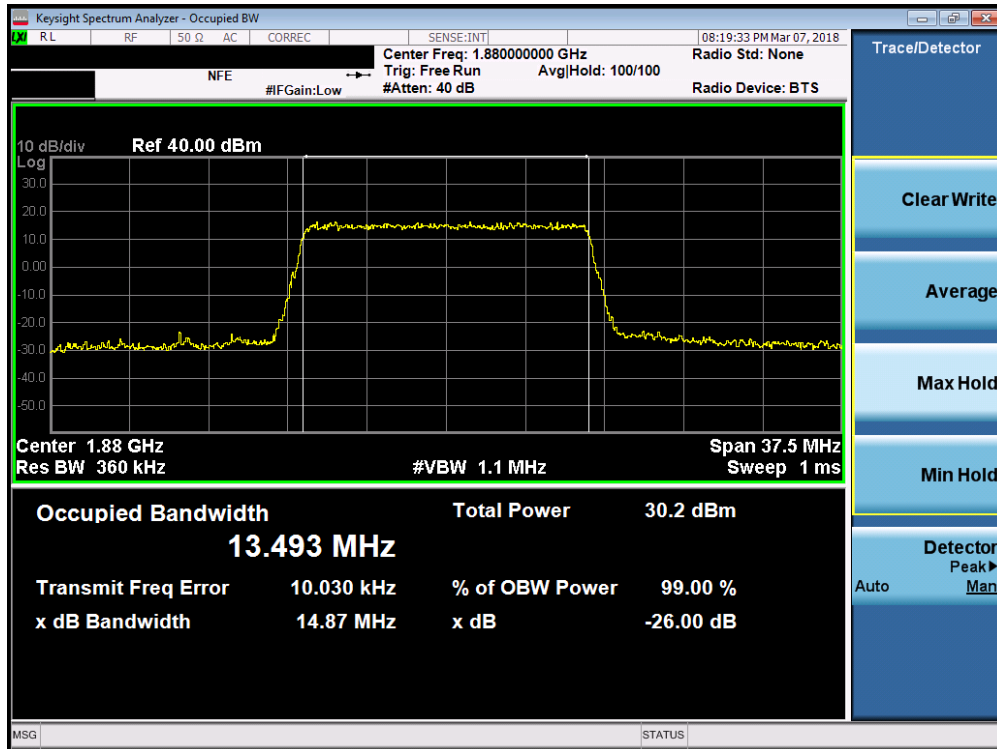 Keysight Spectrum Analyzer - Occupied BW
LXI RL RF 50 Ω AC CORREC SENSE:INT 08:19:33 PM Mar 07, 2018
Center Freq: 1.880000000 GHz Radio Std: None
NFE Trig: Free Run Avg|Hold: 100/100
#IFGain:Low #Atten: 40 dB Radio Device: BTS
10 dB/div Ref 40.00 dBm
Log
30.0
20.0
10.0
0.00
-10.0
-20.0
-30.0
-40.0
-50.0
Center 1.88 GHz Span 37.5 MHz
Res BW 360 kHz #VBW 1.1 MHz Sweep 1 ms
Occupied Bandwidth Total Power 30.2 dBm
13.493 MHz
Transmit Freq Error 10.030 kHz % of OBW Power 99.00 %
x dB Bandwidth 14.87 MHz x dB -26.00 dB
MSG STATUS
Trace/Detector
Clear Write
Average
Max Hold
Min Hold
Detector
Peak▶
Auto Man